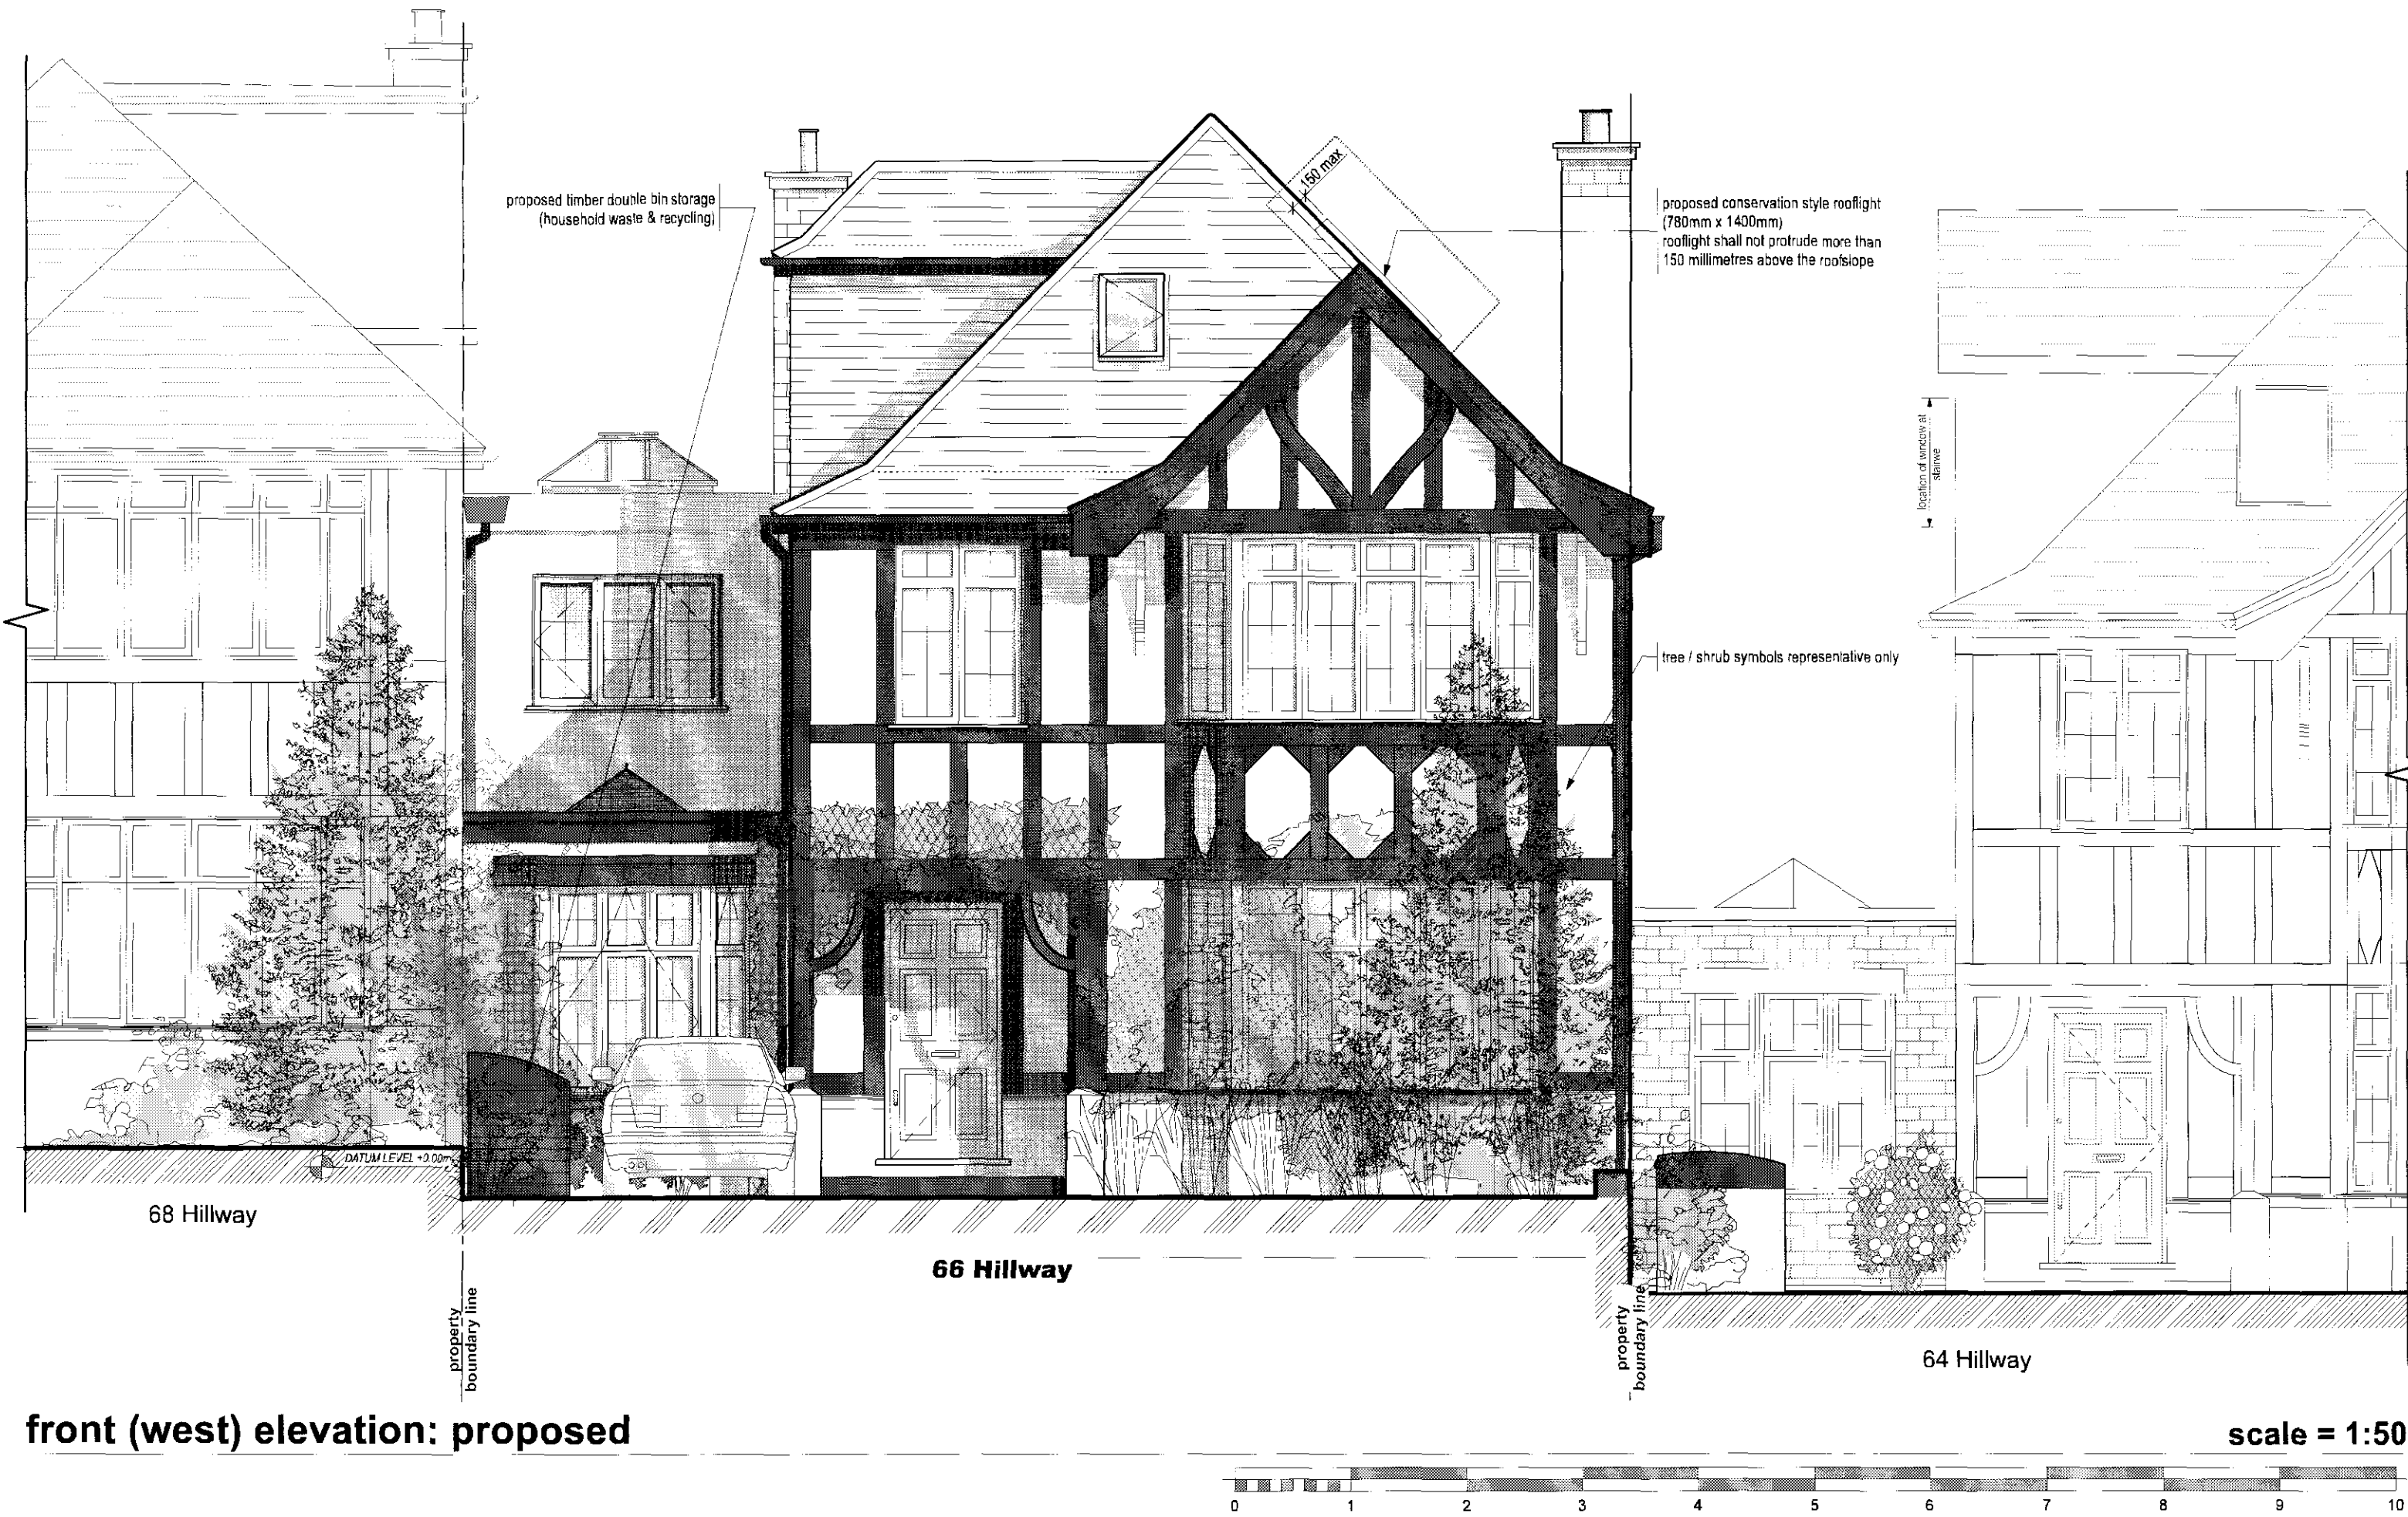 proposed timber double bin storage
(household waste & recycling)
150 max
proposed conservation style rooflight
(780mm x 1400mm)
rooflight shall not protrude more than
150 millimetres above the roofslope
location of window at
stairwe
tree / shrub symbols representative only
DATUM LEVEL +0.00m
68 Hillway
66 Hillway
64 Hillway
property
boundary line
property
boundary line
front (west) elevation: proposed
scale = 1:50
0 1 2 3 4 5 6 7 8 9 10